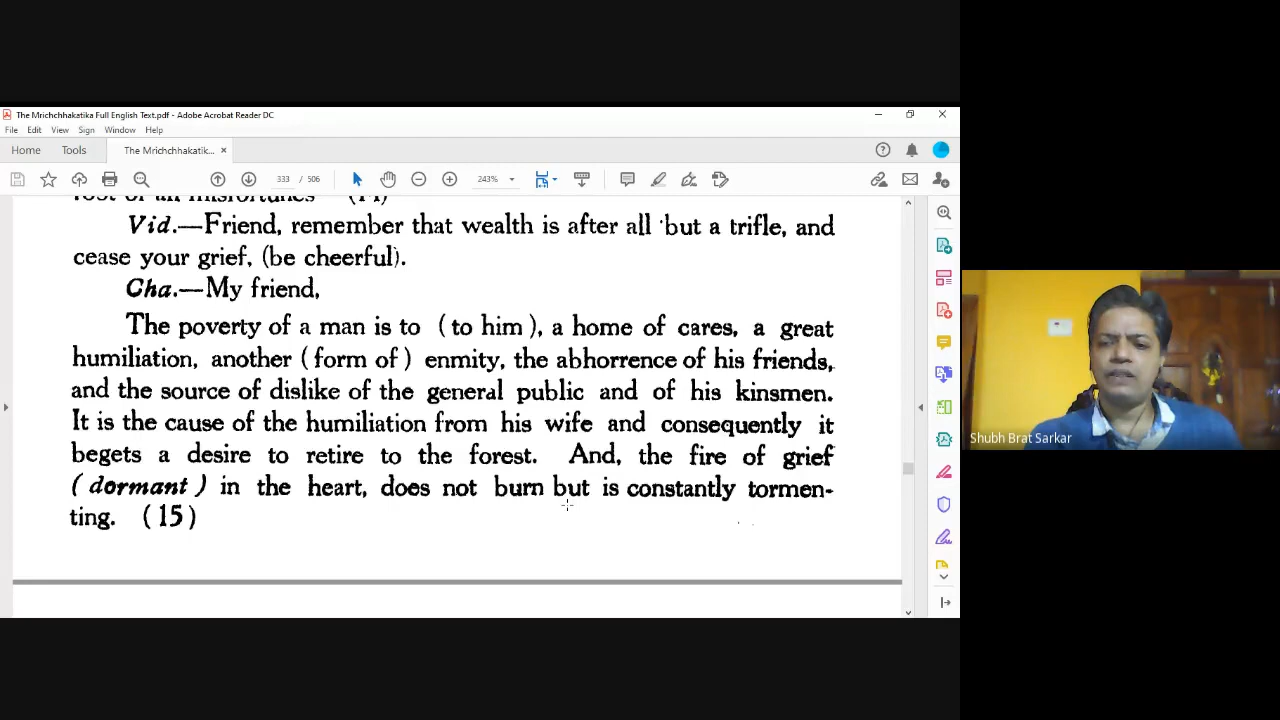 The Mrichchhakatika Full English Text.pdf - Adobe Acrobat Reader DC
File Edit View Sign Window Help
Home Tools The Mrichchhakatik... ×
333 / 506 243%
Vid.—Friend, remember that wealth is after all but a trifle, and
cease your grief, (be cheerful).
Cha.—My friend,
The poverty of a man is to ( to him ), a home of cares, a great
humiliation, another ( form of ) enmity, the abhorrence of his friends,
and the source of dislike of the general public and of his kinsmen.
It is the cause of the humiliation from his wife and consequently it
begets a desire to retire to the forest. And, the fire of grief
( dormant ) in the heart, does not burn but is constantly tormen-
ting. ( 15 )
Shubh Brat Sarkar